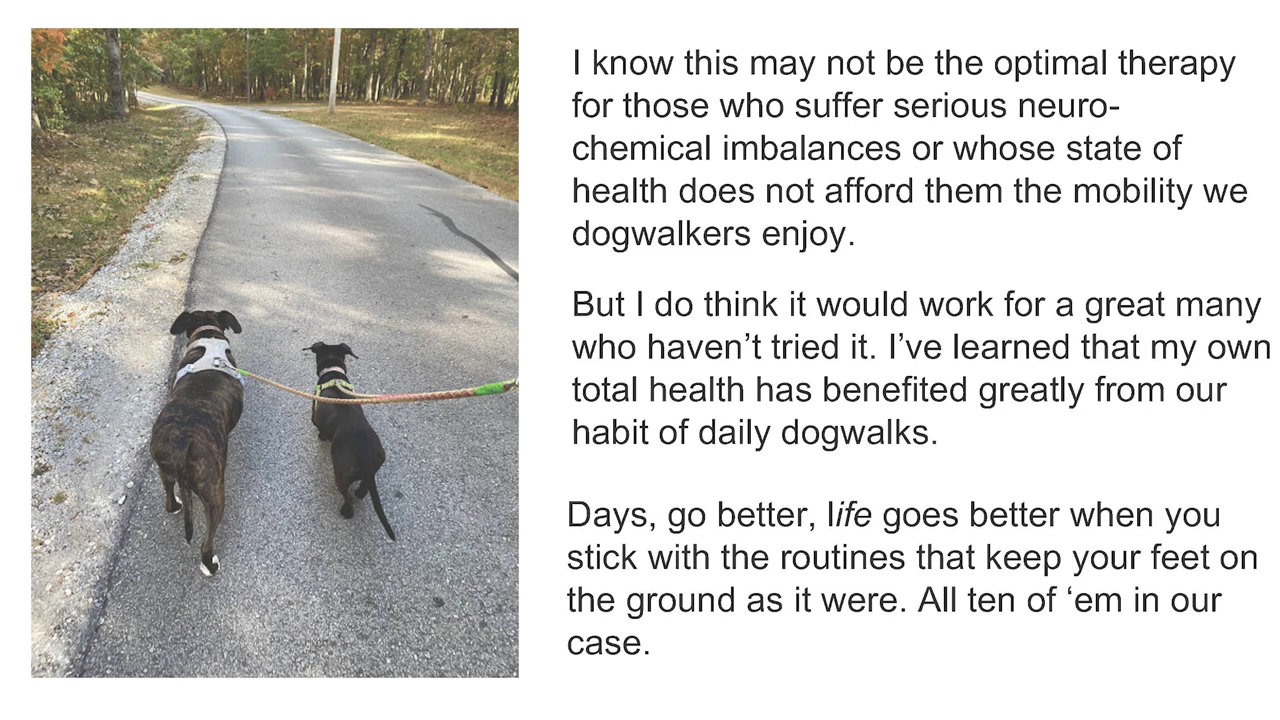 I know this may not be the optimal therapy
for those who suffer serious neuro-
chemical imbalances or whose state of
health does not afford them the mobility we
dogwalkers enjoy.
But I do think it would work for a great many
who haven’t tried it. I’ve learned that my own
total health has benefited greatly from our
habit of daily dogwalks.
Days, go better, life goes better when you
stick with the routines that keep your feet on
the ground as it were. All ten of ‘em in our
case.